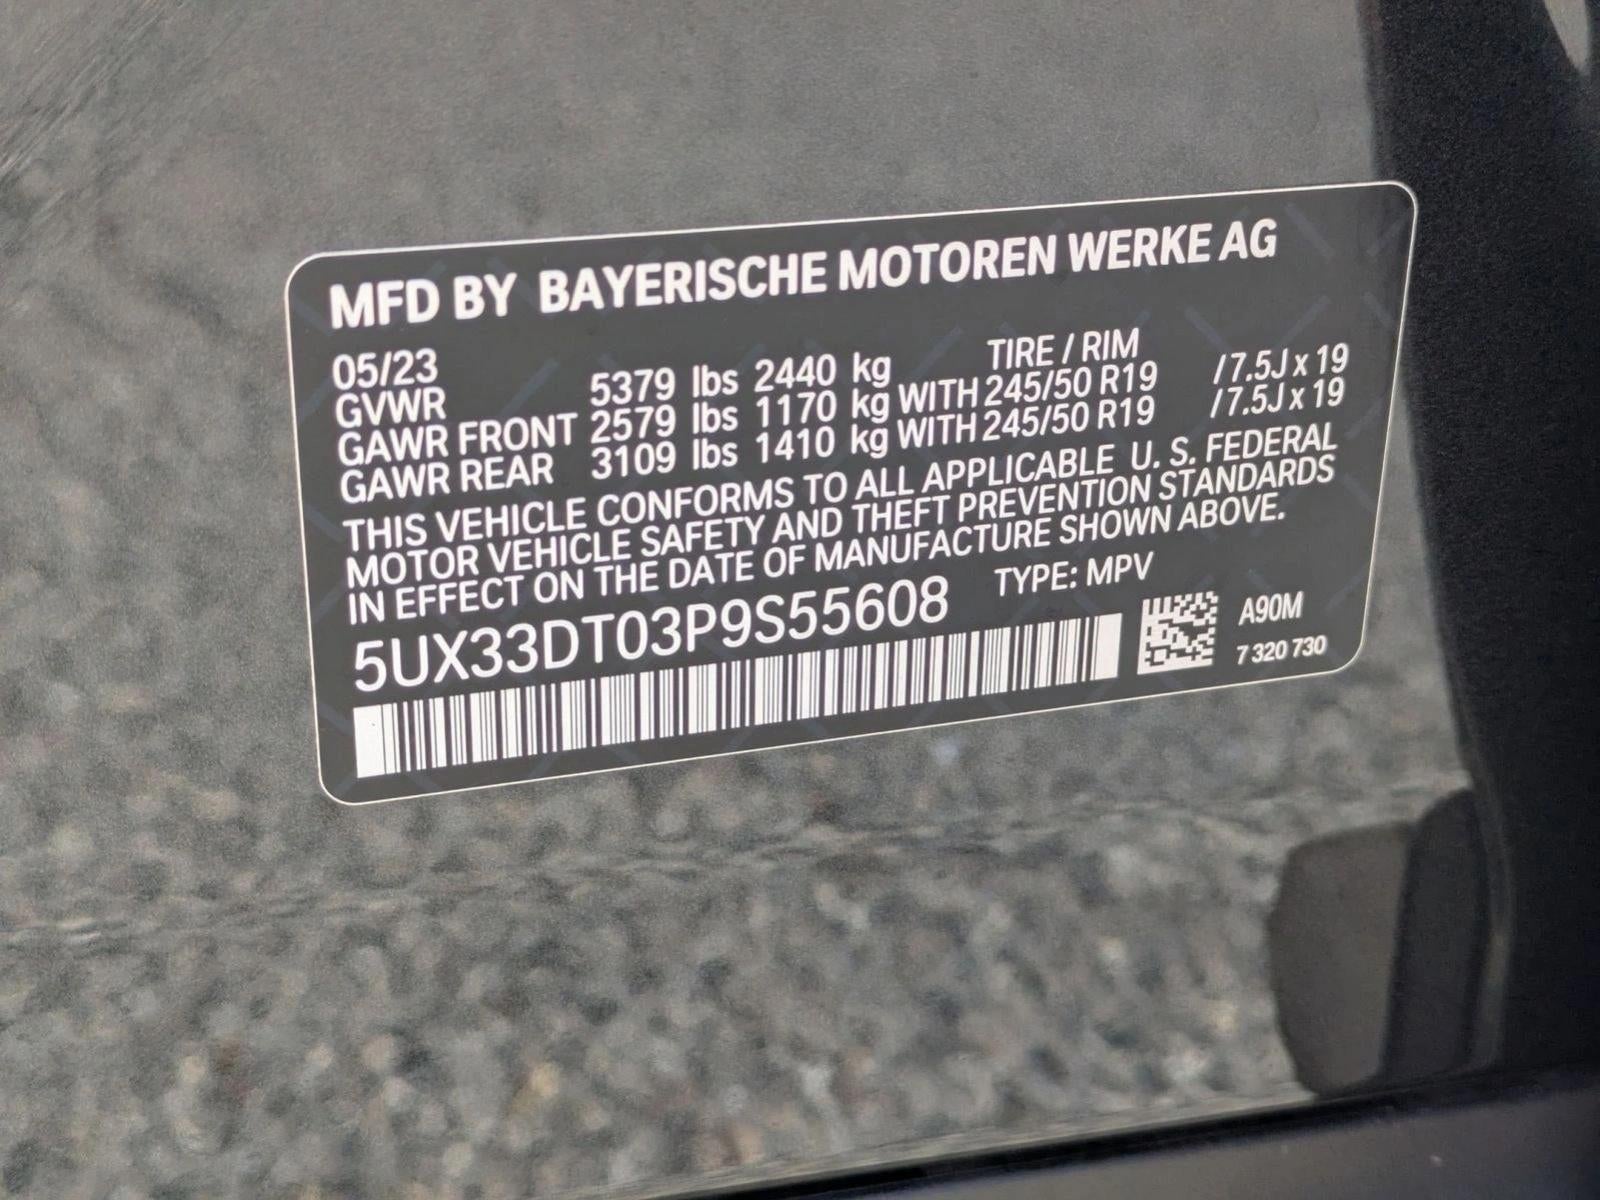 MFD BY BAYERISCHE MOTOREN WERKE AG
05/23 TIRE / RIM
GVWR 5379 lbs 2440 kg
GAWR FRONT 2579 lbs 1170 kg WITH 245/50 R19 / 7.5J x 19
GAWR REAR 3109 lbs 1410 kg WITH 245/50 R19 / 7.5J x 19
THIS VEHICLE CONFORMS TO ALL APPLICABLE U. S. FEDERAL
MOTOR VEHICLE SAFETY AND THEFT PREVENTION STANDARDS
IN EFFECT ON THE DATE OF MANUFACTURE SHOWN ABOVE.
5UX33DT03P9S55608 TYPE: MPV
A90M
7 320 730